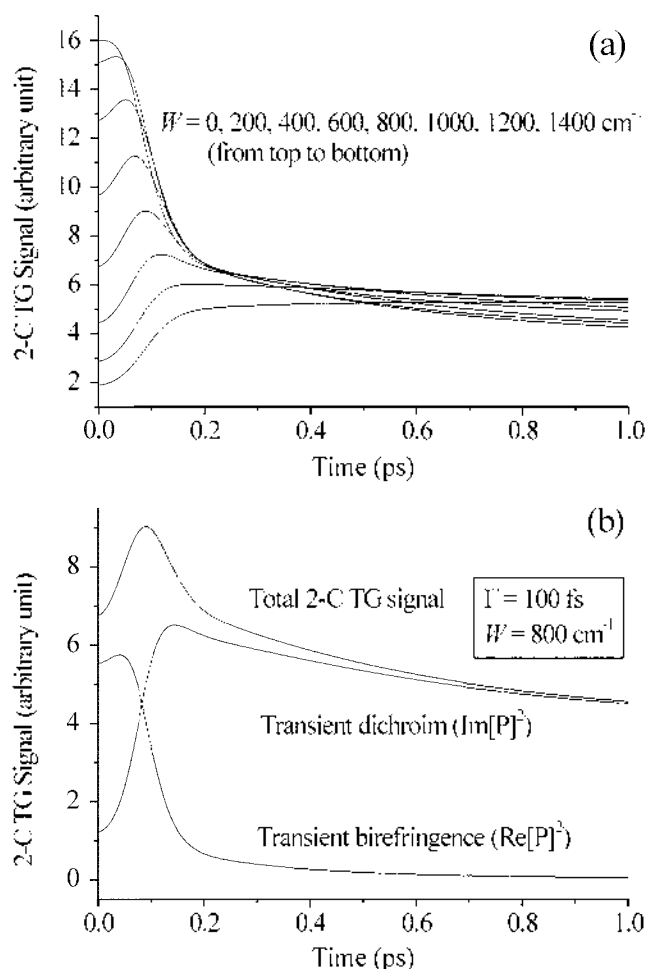 (a)
2-C TG Signal (arbitrary unit)
16
14
12
10
8
6
4
2
W = 0, 200, 400, 600, 800, 1000, 1200, 1400 cm⁻¹
(from top to bottom)
0.0 0.2 0.4 0.6 0.8 1.0
Time (ps)
(b)
2-C TG Signal (arbitrary unit)
8
6
4
2
0
Total 2-C TG signal
Γ = 100 fs
W = 800 cm⁻¹
Transient dichroim (Im[P]²)
Transient birefringence (Re[P]²)
0.0 0.2 0.4 0.6 0.8 1.0
Time (ps)